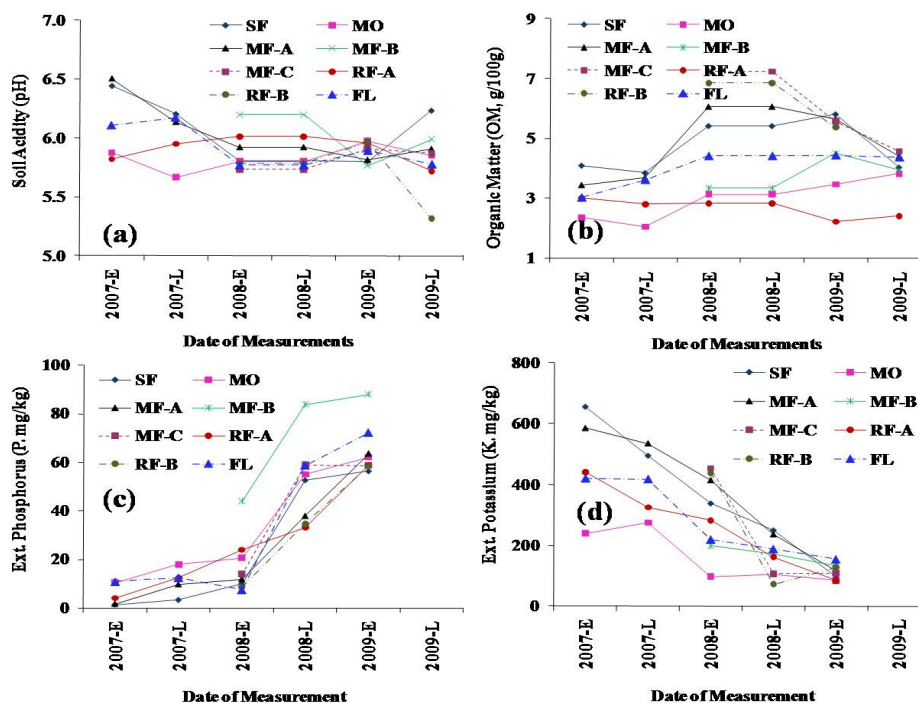 6.5
6.0
5.5
5.0
7.0
Soil Acidity (pH)
SF
MO
MF-A
MF-B
MF-C
RF-A
RF-B
FL
(a)
2007-E
2007-L
2008-E
2008-L
2009-E
2009-L
Date of Measurements
9
7
5
3
1
Organic Matter (OM, g/100g)
SF
MO
MF-A
MF-B
MF-C
RF-A
RF-B
FL
(b)
2007-E
2007-L
2008-E
2008-L
2009-E
2009-L
Date of Measurements
100
80
60
40
20
0
Ext. Phosphorus (P. mg/kg)
SF
MO
MF-A
MF-B
MF-C
RF-A
RF-B
FL
(c)
2007-E
2007-L
2008-E
2008-L
2009-E
2009-L
Date of Measurement
800
600
400
200
0
Ext. Potassium (K. mg/kg)
SF
MO
MF-A
MF-B
MF-C
RF-A
RF-B
FL
(d)
2007-E
2007-L
2008-E
2008-L
2009-E
2009-L
Date of Measurement